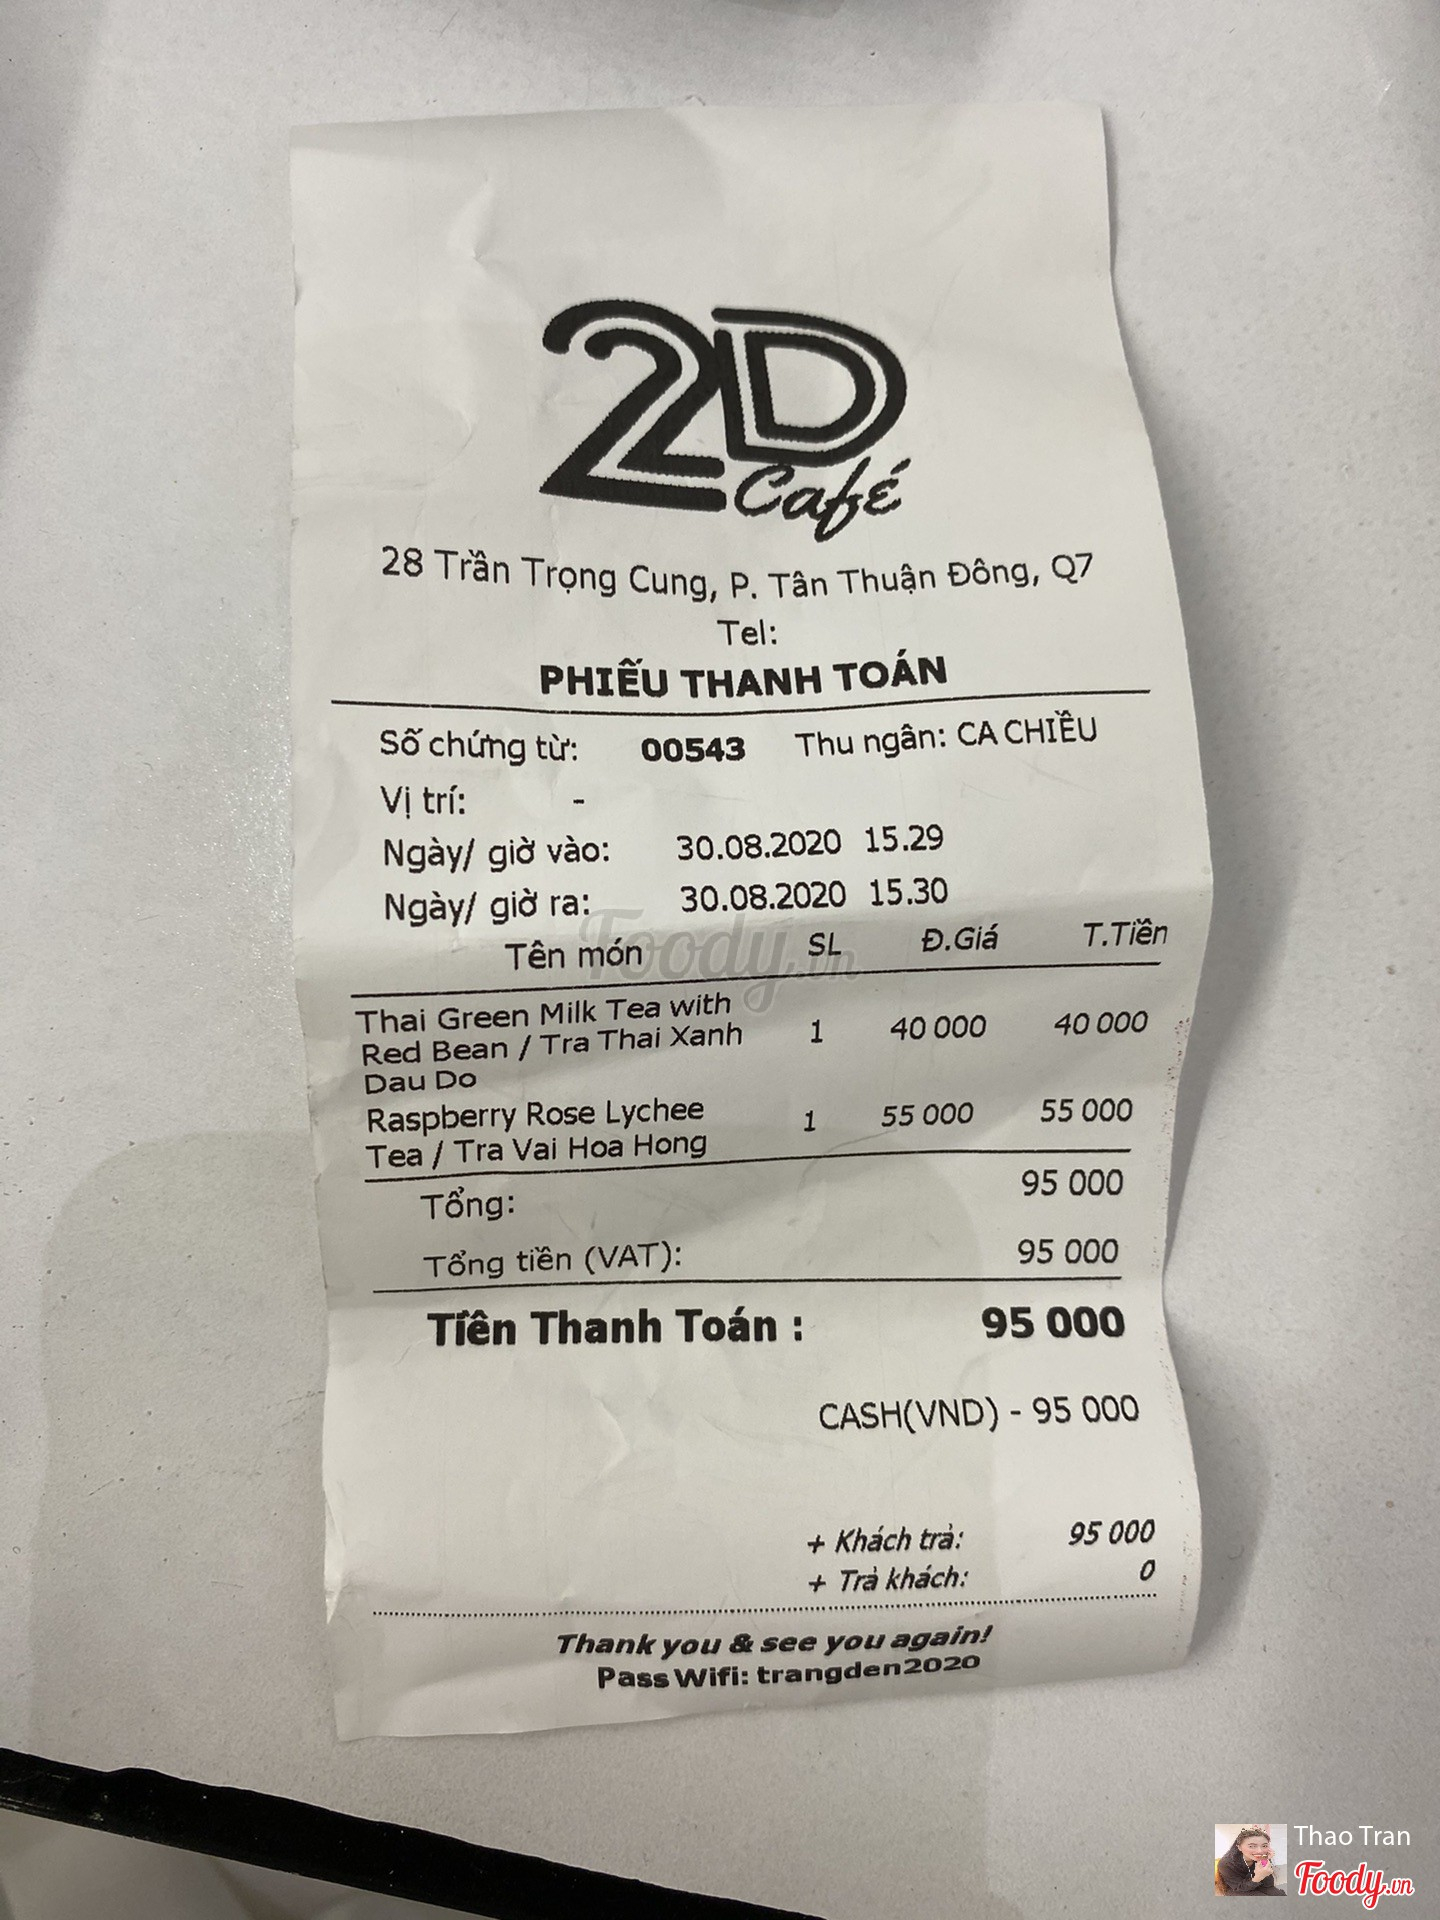 2D
Café
28 Trần Trọng Cung, P. Tân Thuận Đông, Q7
Tel:
PHIẾU THANH TOÁN
Số chứng từ: 00543 Thu ngân: CA CHIỀU
Vị trí: -
Ngày/ giờ vào: 30.08.2020 15.29
Ngày/ giờ ra: 30.08.2020 15.30
Foody.vn
Tên món SL Đ.Giá T.Tiền
Thai Green Milk Tea with
Red Bean / Tra Thai Xanh 1 40 000 40 000
Dau Do
Raspberry Rose Lychee
Tea / Tra Vai Hoa Hong 1 55 000 55 000
Tổng: 95 000
Tổng tiền (VAT): 95 000
Tiền Thanh Toán : 95 000
CASH(VND) - 95 000
+ Khách trả: 95 000
+ Trả khách: 0
Thank you & see you again!
Pass Wifi: trangden2020
Thao Tran
Foody.vn